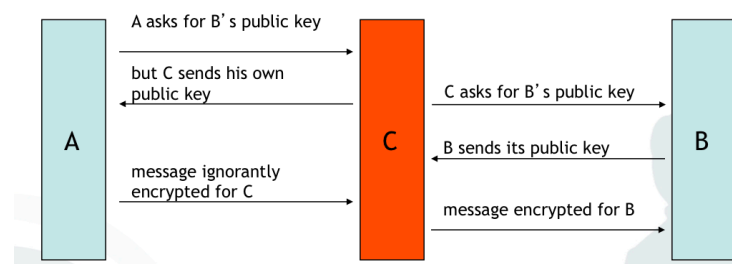 A asks for B's public key
but C sends his own
public key
C asks for B's public key
A
C
B
B sends its public key
message ignorantly
encrypted for C
message encrypted for B